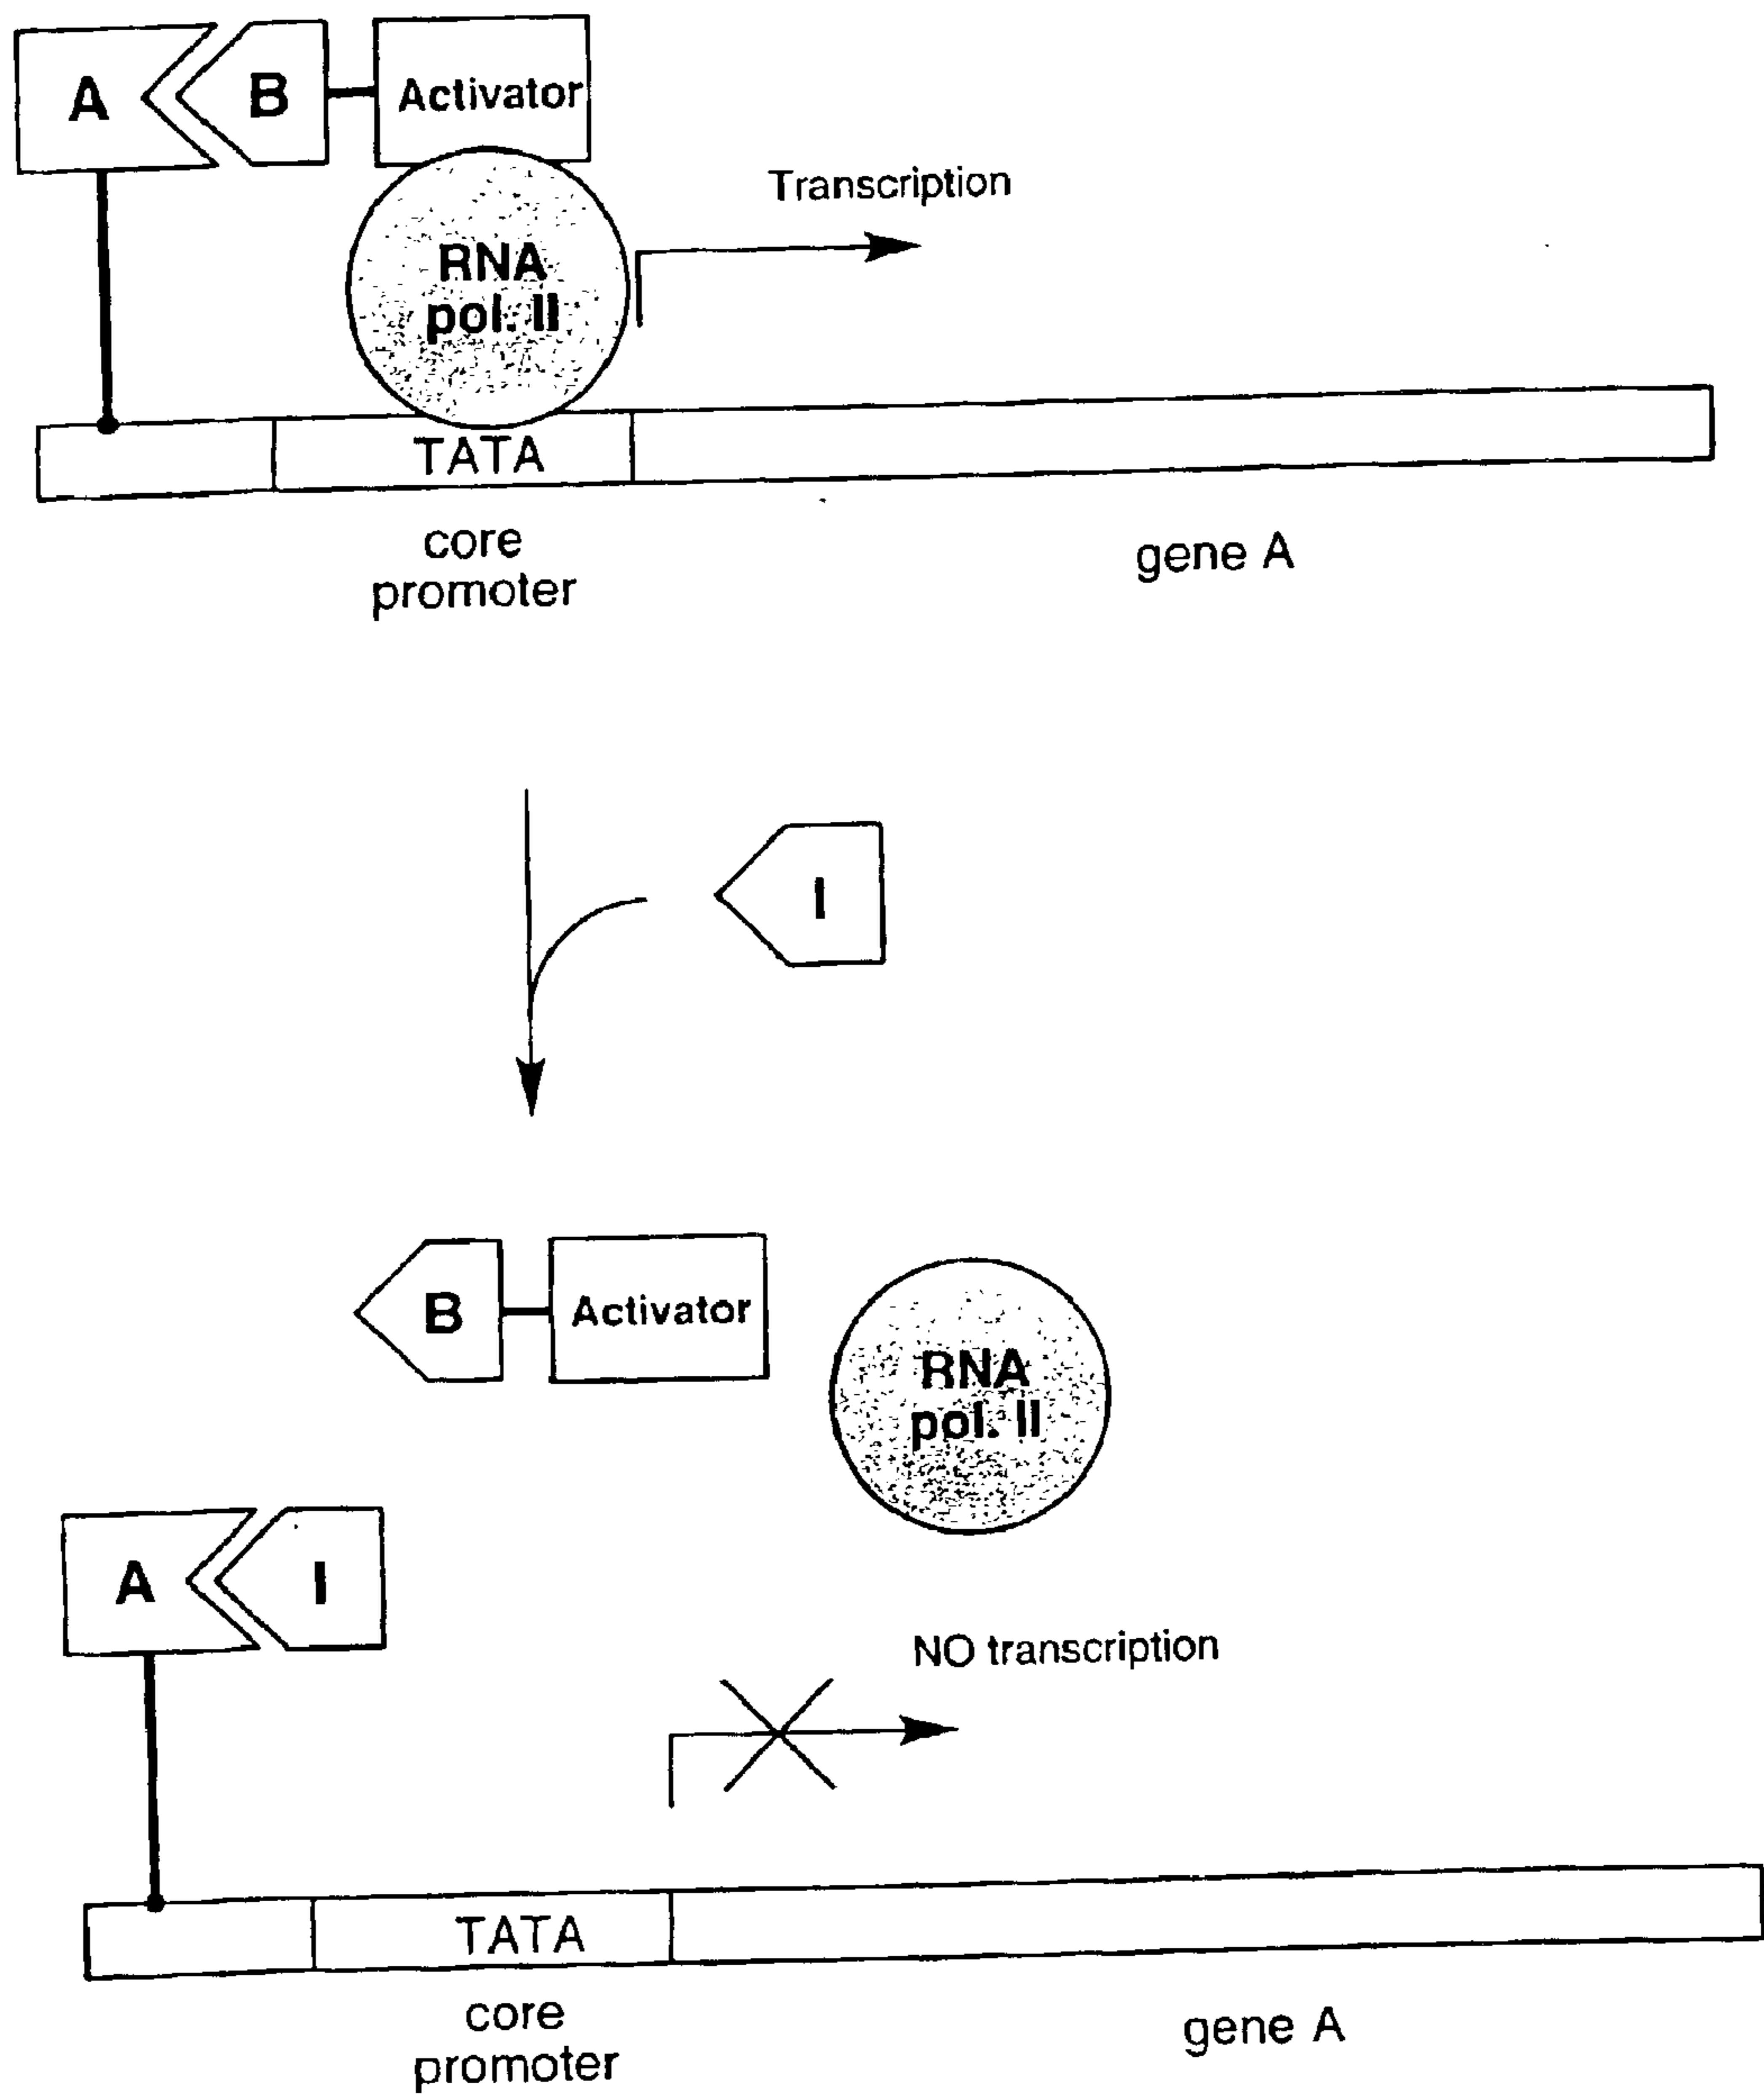 A
B
Activator
Transcription
RNA
pol. II
TATA
core
promoter
gene A
I
B
Activator
RNA
pol. II
A
I
NO transcription
TATA
core
promoter
gene A